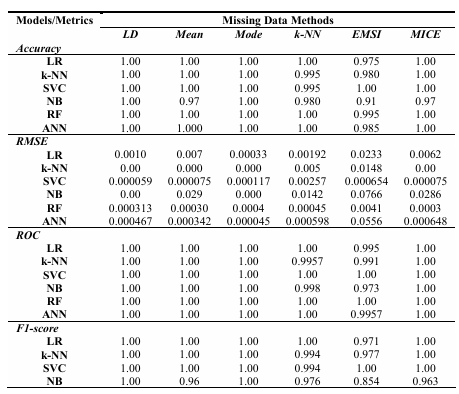 Models/Metrics Missing Data Methods
LD Mean Mode k-NN EMSI MICE
Accuracy
LR 1.00 1.00 1.00 1.00 0.975 1.00
k-NN 1.00 1.00 1.00 0.995 0.980 1.00
SVC 1.00 1.00 1.00 0.995 1.00 1.00
NB 1.00 0.97 1.00 0.980 0.91 0.97
RF 1.00 1.00 1.00 1.00 0.995 1.00
ANN 1.00 1.000 1.00 1.00 0.985 1.00
RMSE
LR 0.0010 0.007 0.00033 0.00192 0.0233 0.0062
k-NN 0.00 0.00 0.000 0.005 0.0148 0.00
SVC 0.000059 0.000075 0.000117 0.00257 0.000654 0.000075
NB 0.00 0.029 0.000 0.0142 0.0766 0.0286
RF 0.000313 0.00030 0.0004 0.00045 0.0041 0.0003
ANN 0.000467 0.000342 0.000045 0.000598 0.0556 0.000648
ROC
LR 1.00 1.00 1.00 1.00 0.995 1.00
k-NN 1.00 1.00 1.00 0.9957 0.991 1.00
SVC 1.00 1.00 1.00 1.00 1.00 1.00
NB 1.00 1.00 1.00 0.998 0.973 1.00
RF 1.00 1.00 1.00 1.00 1.00 1.00
ANN 1.00 1.00 1.00 1.00 0.9957 1.00
F1-score
LR 1.00 1.00 1.00 1.00 0.971 1.00
k-NN 1.00 1.00 1.00 0.994 0.977 1.00
SVC 1.00 1.00 1.00 0.994 1.00 1.00
NB 1.00 0.96 1.00 0.976 0.854 0.963